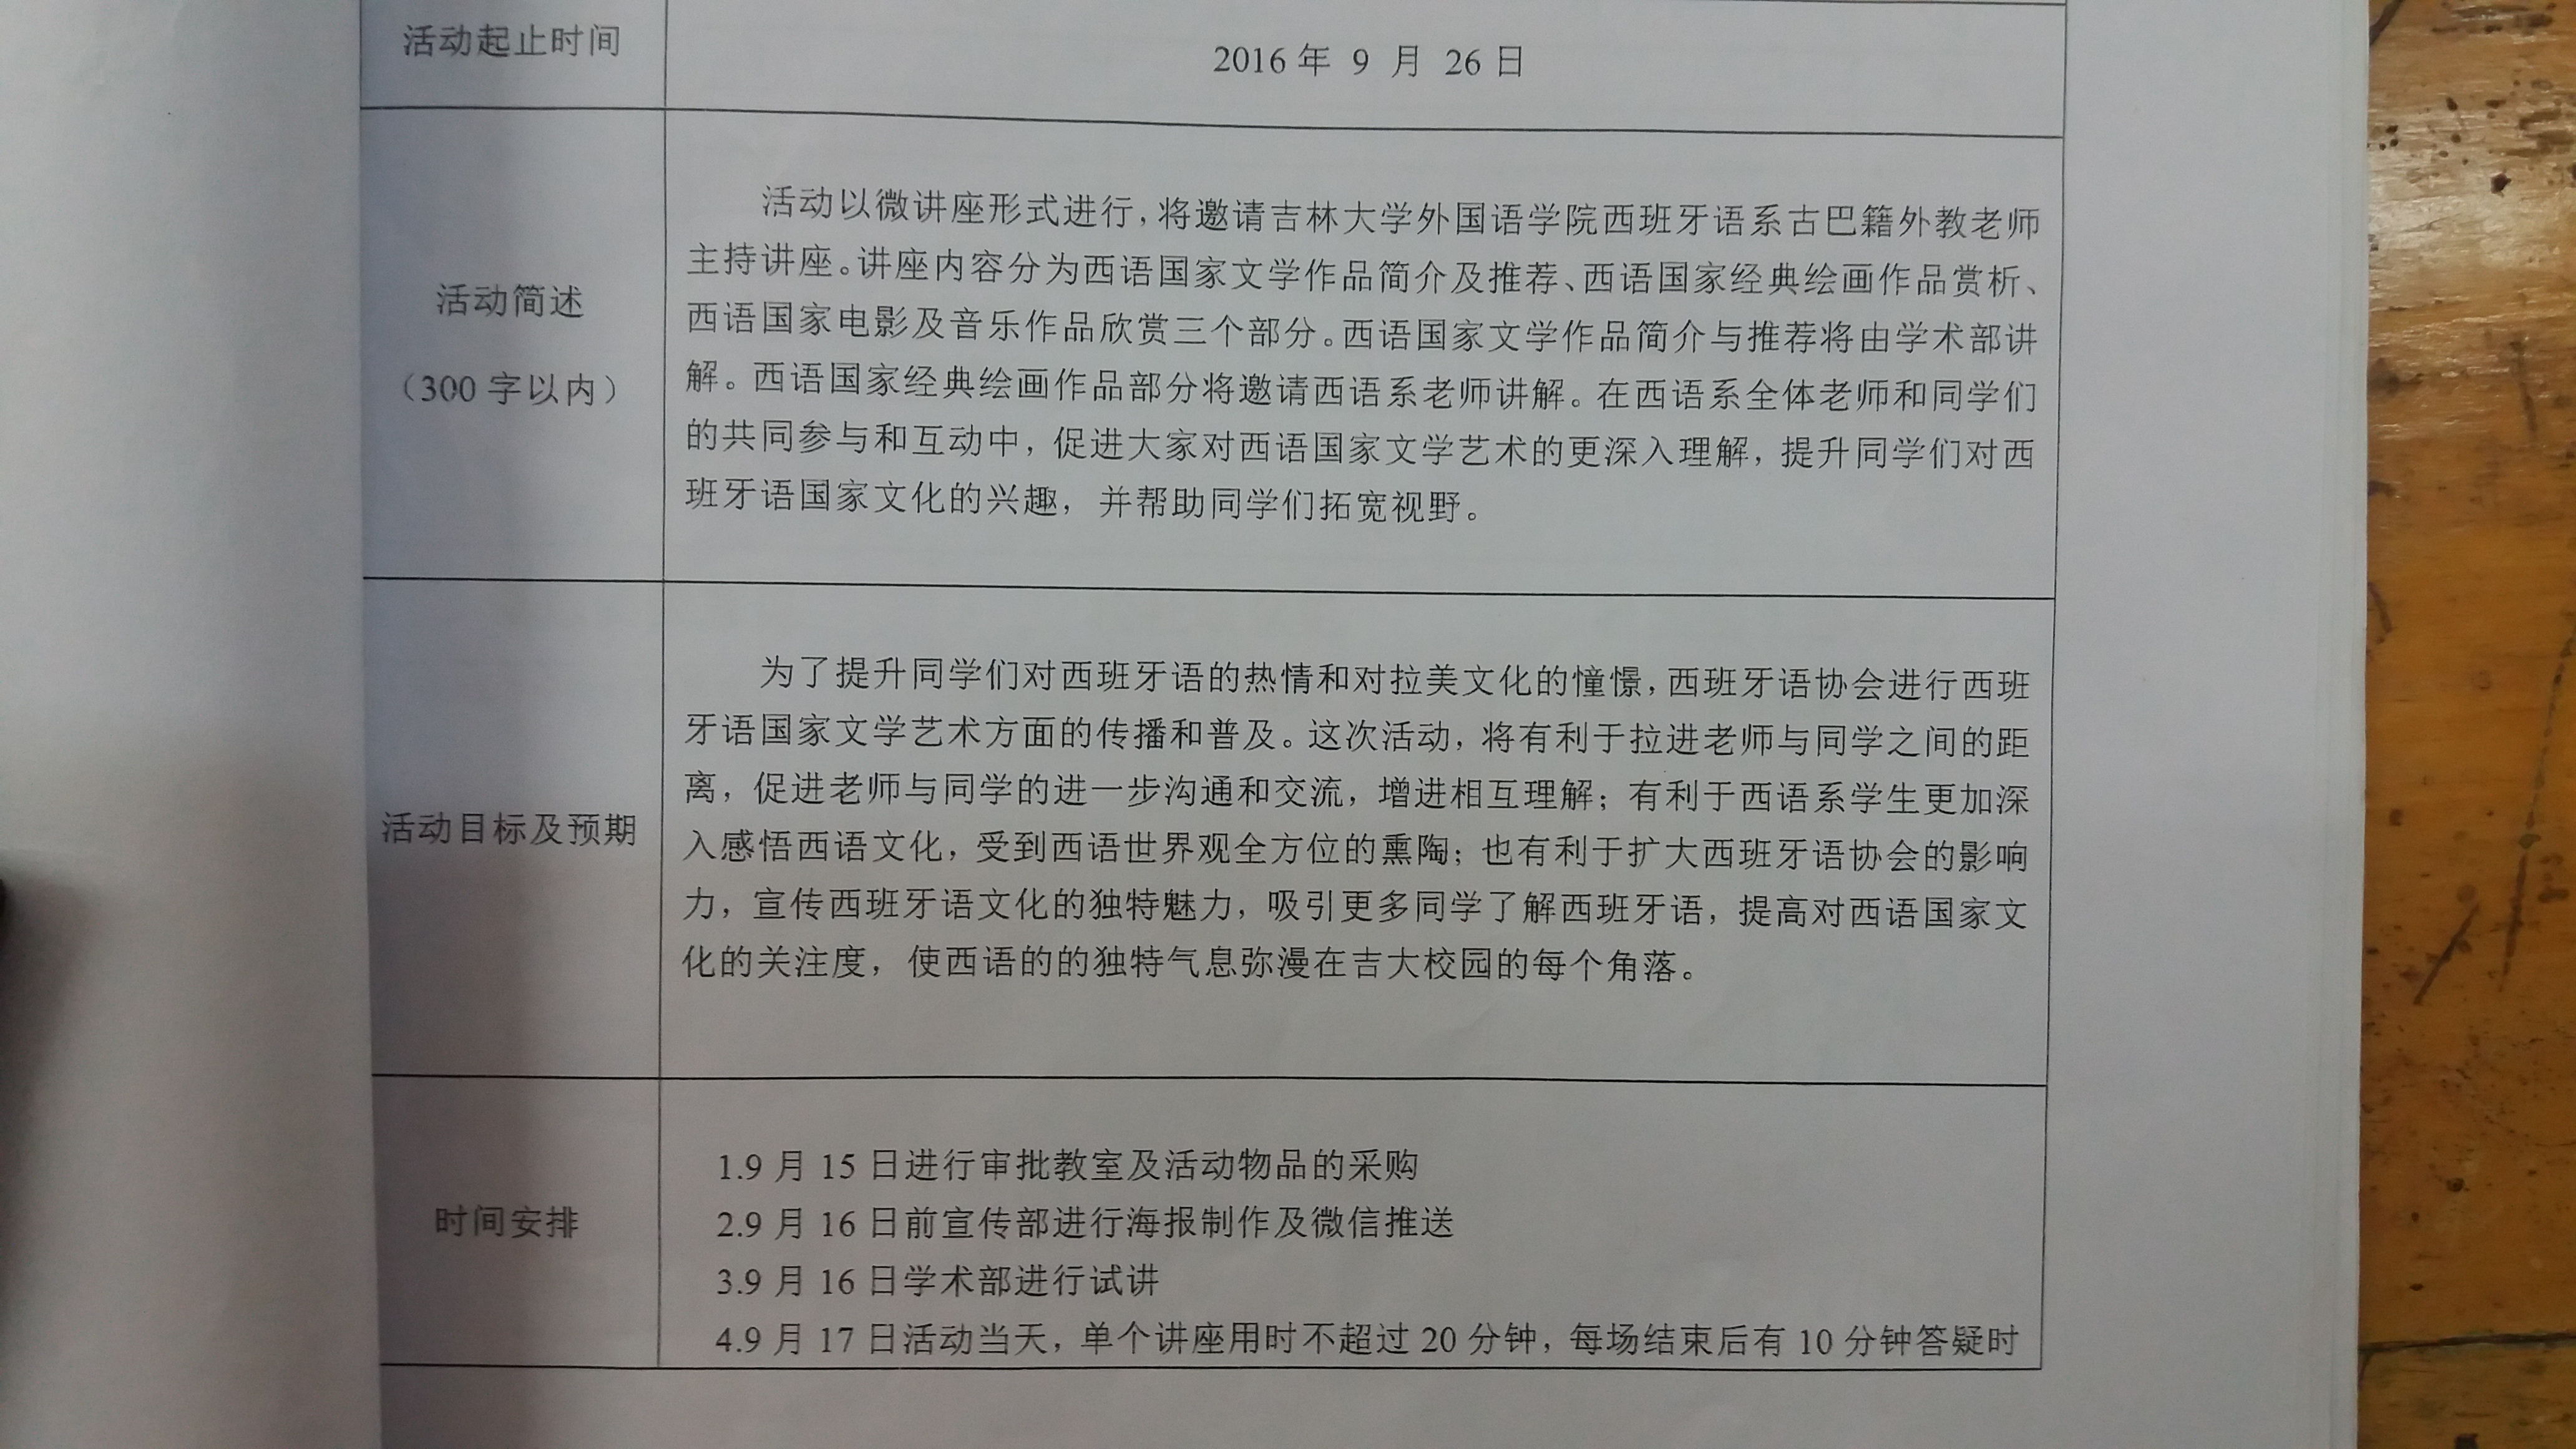 活动起止时间
2016 年 9 月 26 日
活动简述
（300 字以内）
活动以微讲座形式进行，将邀请吉林大学外国语学院西班牙语系古巴籍外教老师
主持讲座。讲座内容分为西语国家文学作品简介及推荐、西语国家经典绘画作品赏析、
西语国家电影及音乐作品欣赏三个部分。西语国家文学作品简介与推荐将由学术部讲
解。西语国家经典绘画作品部分将邀请西语系老师讲解。在西语系全体老师和同学们
的共同参与和互动中，促进大家对西语国家文学艺术的更深入理解，提升同学们对西
班牙语国家文化的兴趣，并帮助同学们拓宽视野。
活动目标及预期
为了提升同学们对西班牙语的热情和对拉美文化的憧憬，西班牙语协会进行西班
牙语国家文学艺术方面的传播和普及。这次活动，将有利于拉进老师与同学之间的距
离，促进老师与同学的进一步沟通和交流，增进相互理解；有利于西语系学生更加深
入感悟西语文化，受到西语世界观全方位的熏陶；也有利于扩大西班牙语协会的影响
力，宣传西班牙语文化的独特魅力，吸引更多同学了解西班牙语，提高对西语国家文
化的关注度，使西语的的独特气息弥漫在吉大校园的每个角落。
时间安排
1.9 月 15 日进行审批教室及活动物品的采购
2.9 月 16 日前宣传部进行海报制作及微信推送
3.9 月 16 日学术部进行试讲
4.9 月 17 日活动当天，单个讲座用时不超过 20 分钟，每场结束后有 10 分钟答疑时